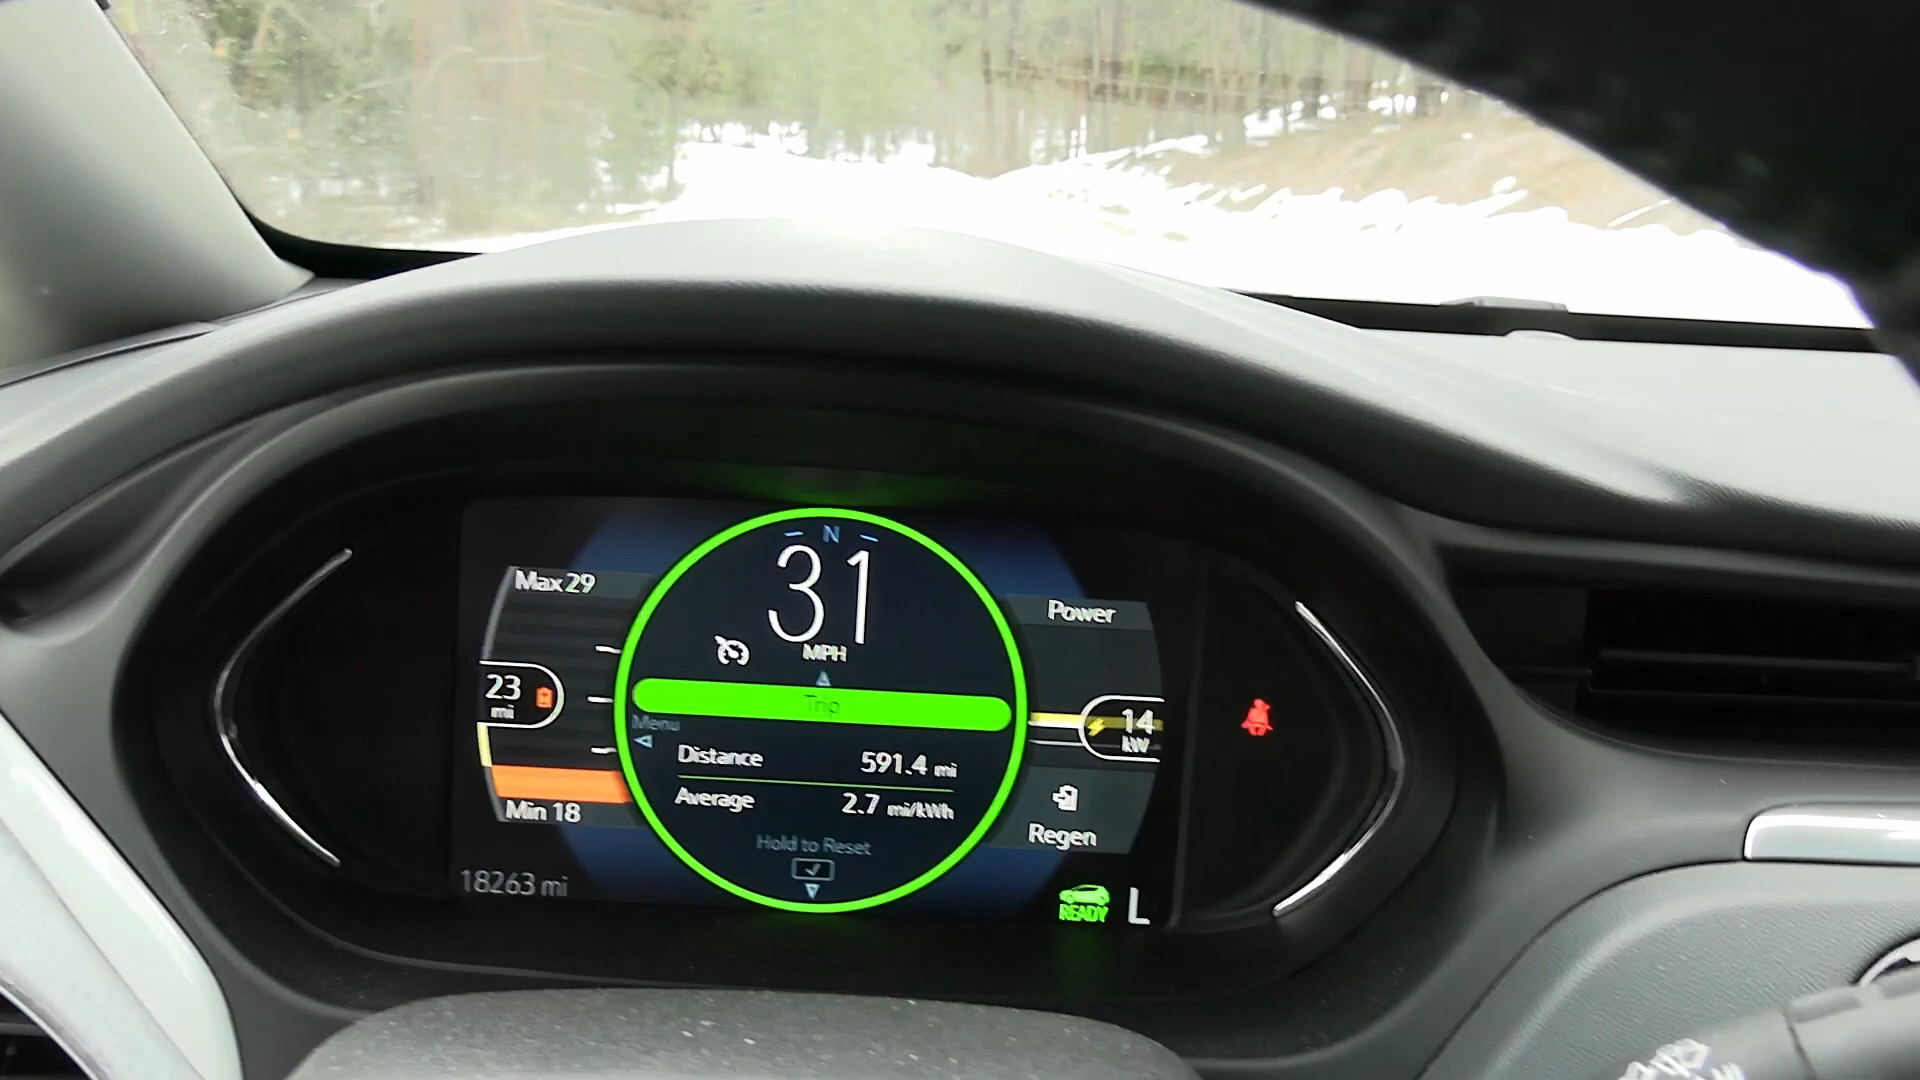 N
31
MPH
Max 29
Power
23
mi
Trip
Menu
14
kW
Distance 591.4 mi
Average 2.7 mi/kWh
Min 18
Regen
Hold to Reset
18263 mi
READY
L